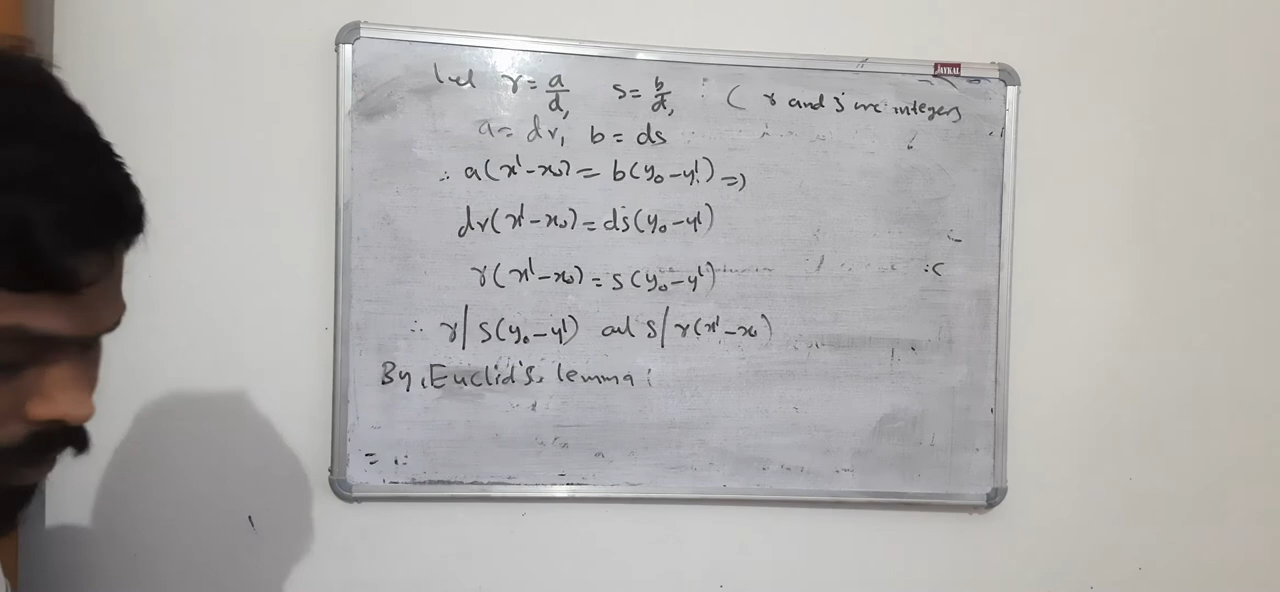 JAYKAL
let r = a/d, s = b/d, ( r and s are integers
a = dr, b = ds
∴ a(x' - x₀) = b(y₀ - y') =>
dr(x' - x₀) = ds(y₀ - y')
r(x' - x₀) = s(y₀ - y')
∴ r | s(y₀ - y') and s | r(x' - x₀)
By Euclid's lemma :